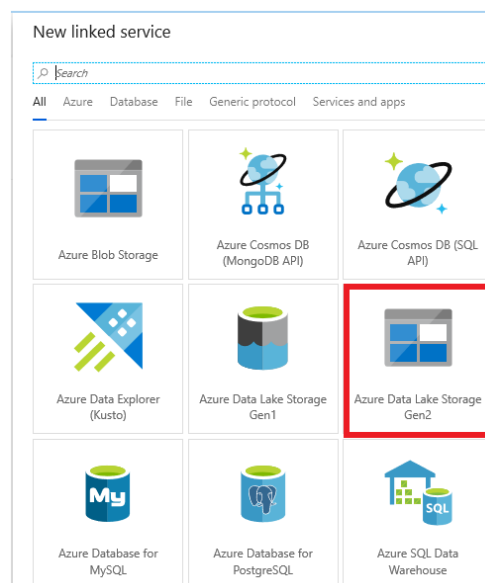 New linked service
Search
All Azure Database File Generic protocol Services and apps
Azure Blob Storage
Azure Cosmos DB
(MongoDB API)
Azure Cosmos DB (SQL
API)
Azure Data Explorer
(Kusto)
Azure Data Lake Storage
Gen1
Azure Data Lake Storage
Gen2
My
SQL
Azure Database for
MySQL
Azure Database for
PostgreSQL
Azure SQL Data
Warehouse